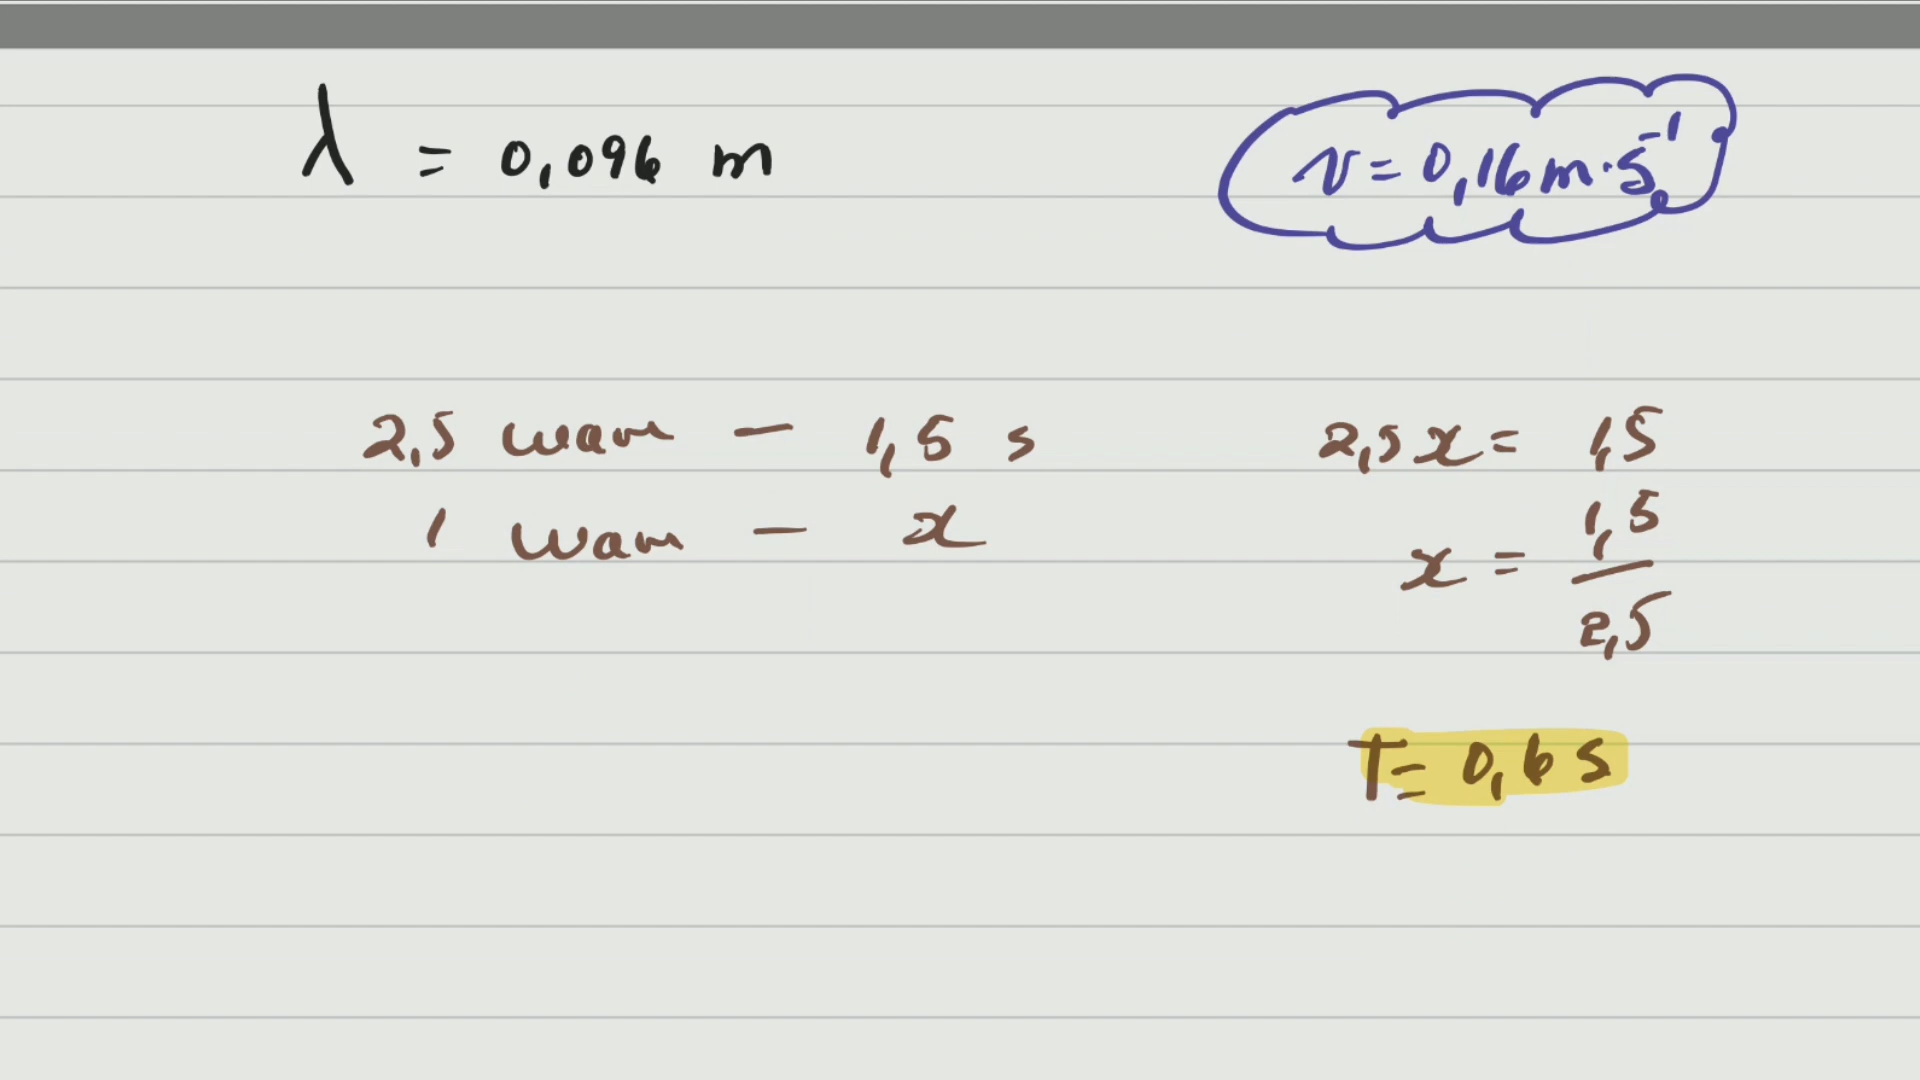 λ = 0,096 m
v = 0,16 m·s⁻¹
2,5 wave — 1,5 s
1 wave — x
2,5x = 1,5
x = 1,5/2,5
T = 0,6 s